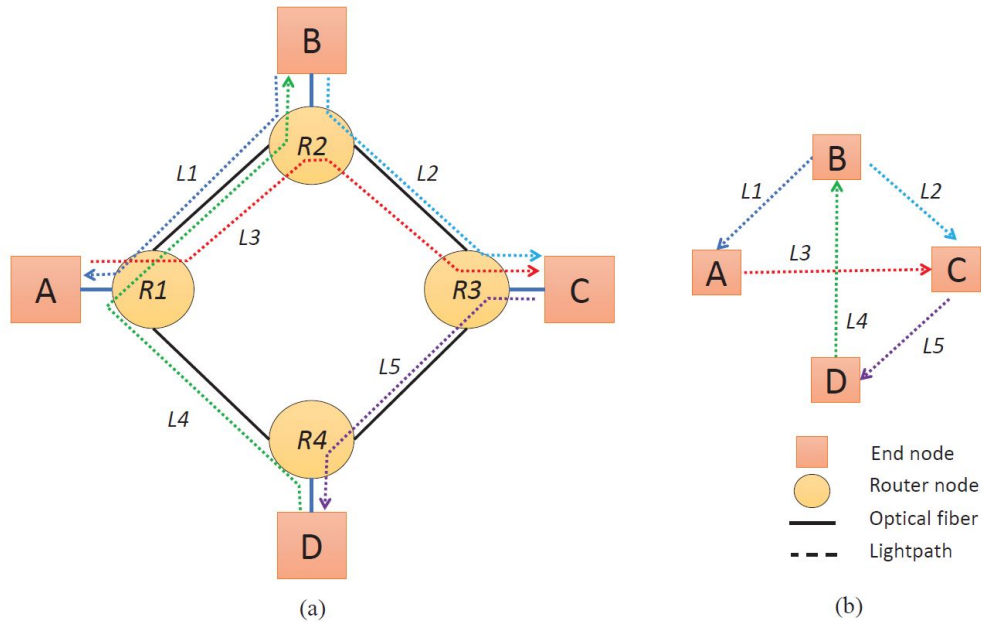 B
R2
L1
L2
L3
A
R1
R3
C
L5
L4
R4
D
(a)
B
L1
L2
A
L3
C
L4
L5
D
End node
Router node
Optical fiber
Lightpath
(b)